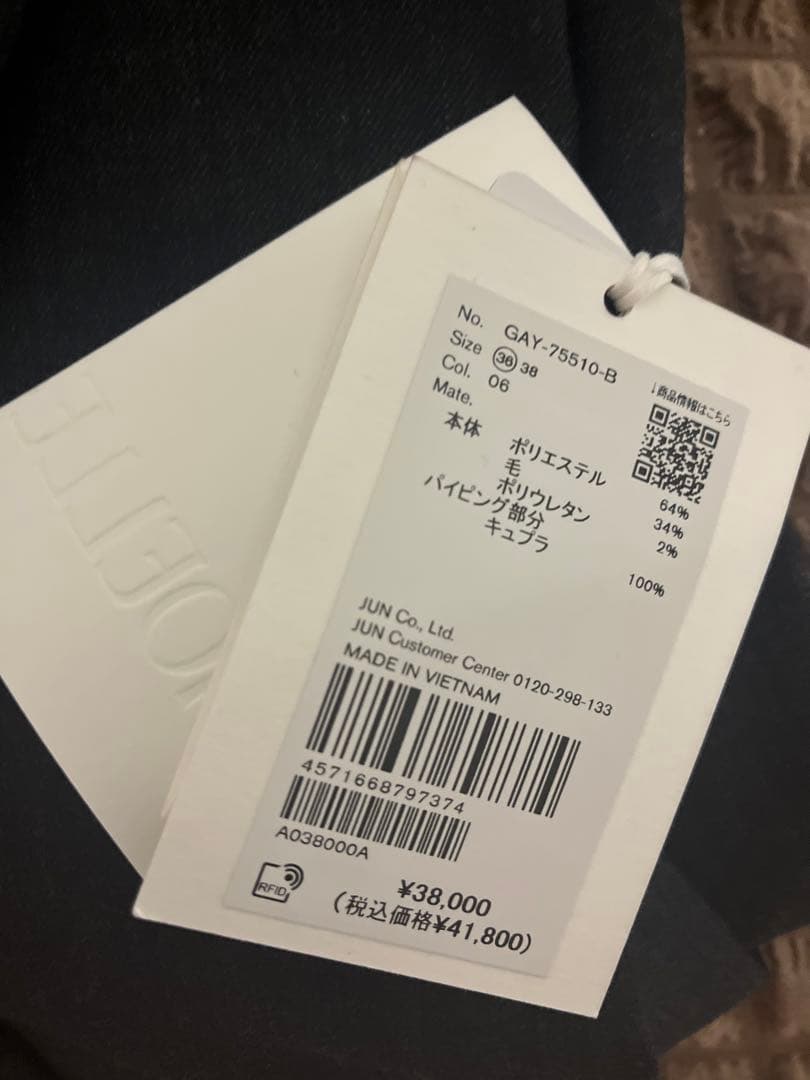 No. GAY-75510-B
Size 36 38
Col. 06
Mate.
↓商品情報はこちら
本体 ポリエステル 64%
毛 34%
ポリウレタン 2%
パイピング部分
キュプラ 100%
JUN Co., Ltd.
JUN Customer Center 0120-298-133
MADE IN VIETNAM
4571668797374
A038000A
RFID
¥38,000
(税込価格¥41,800)